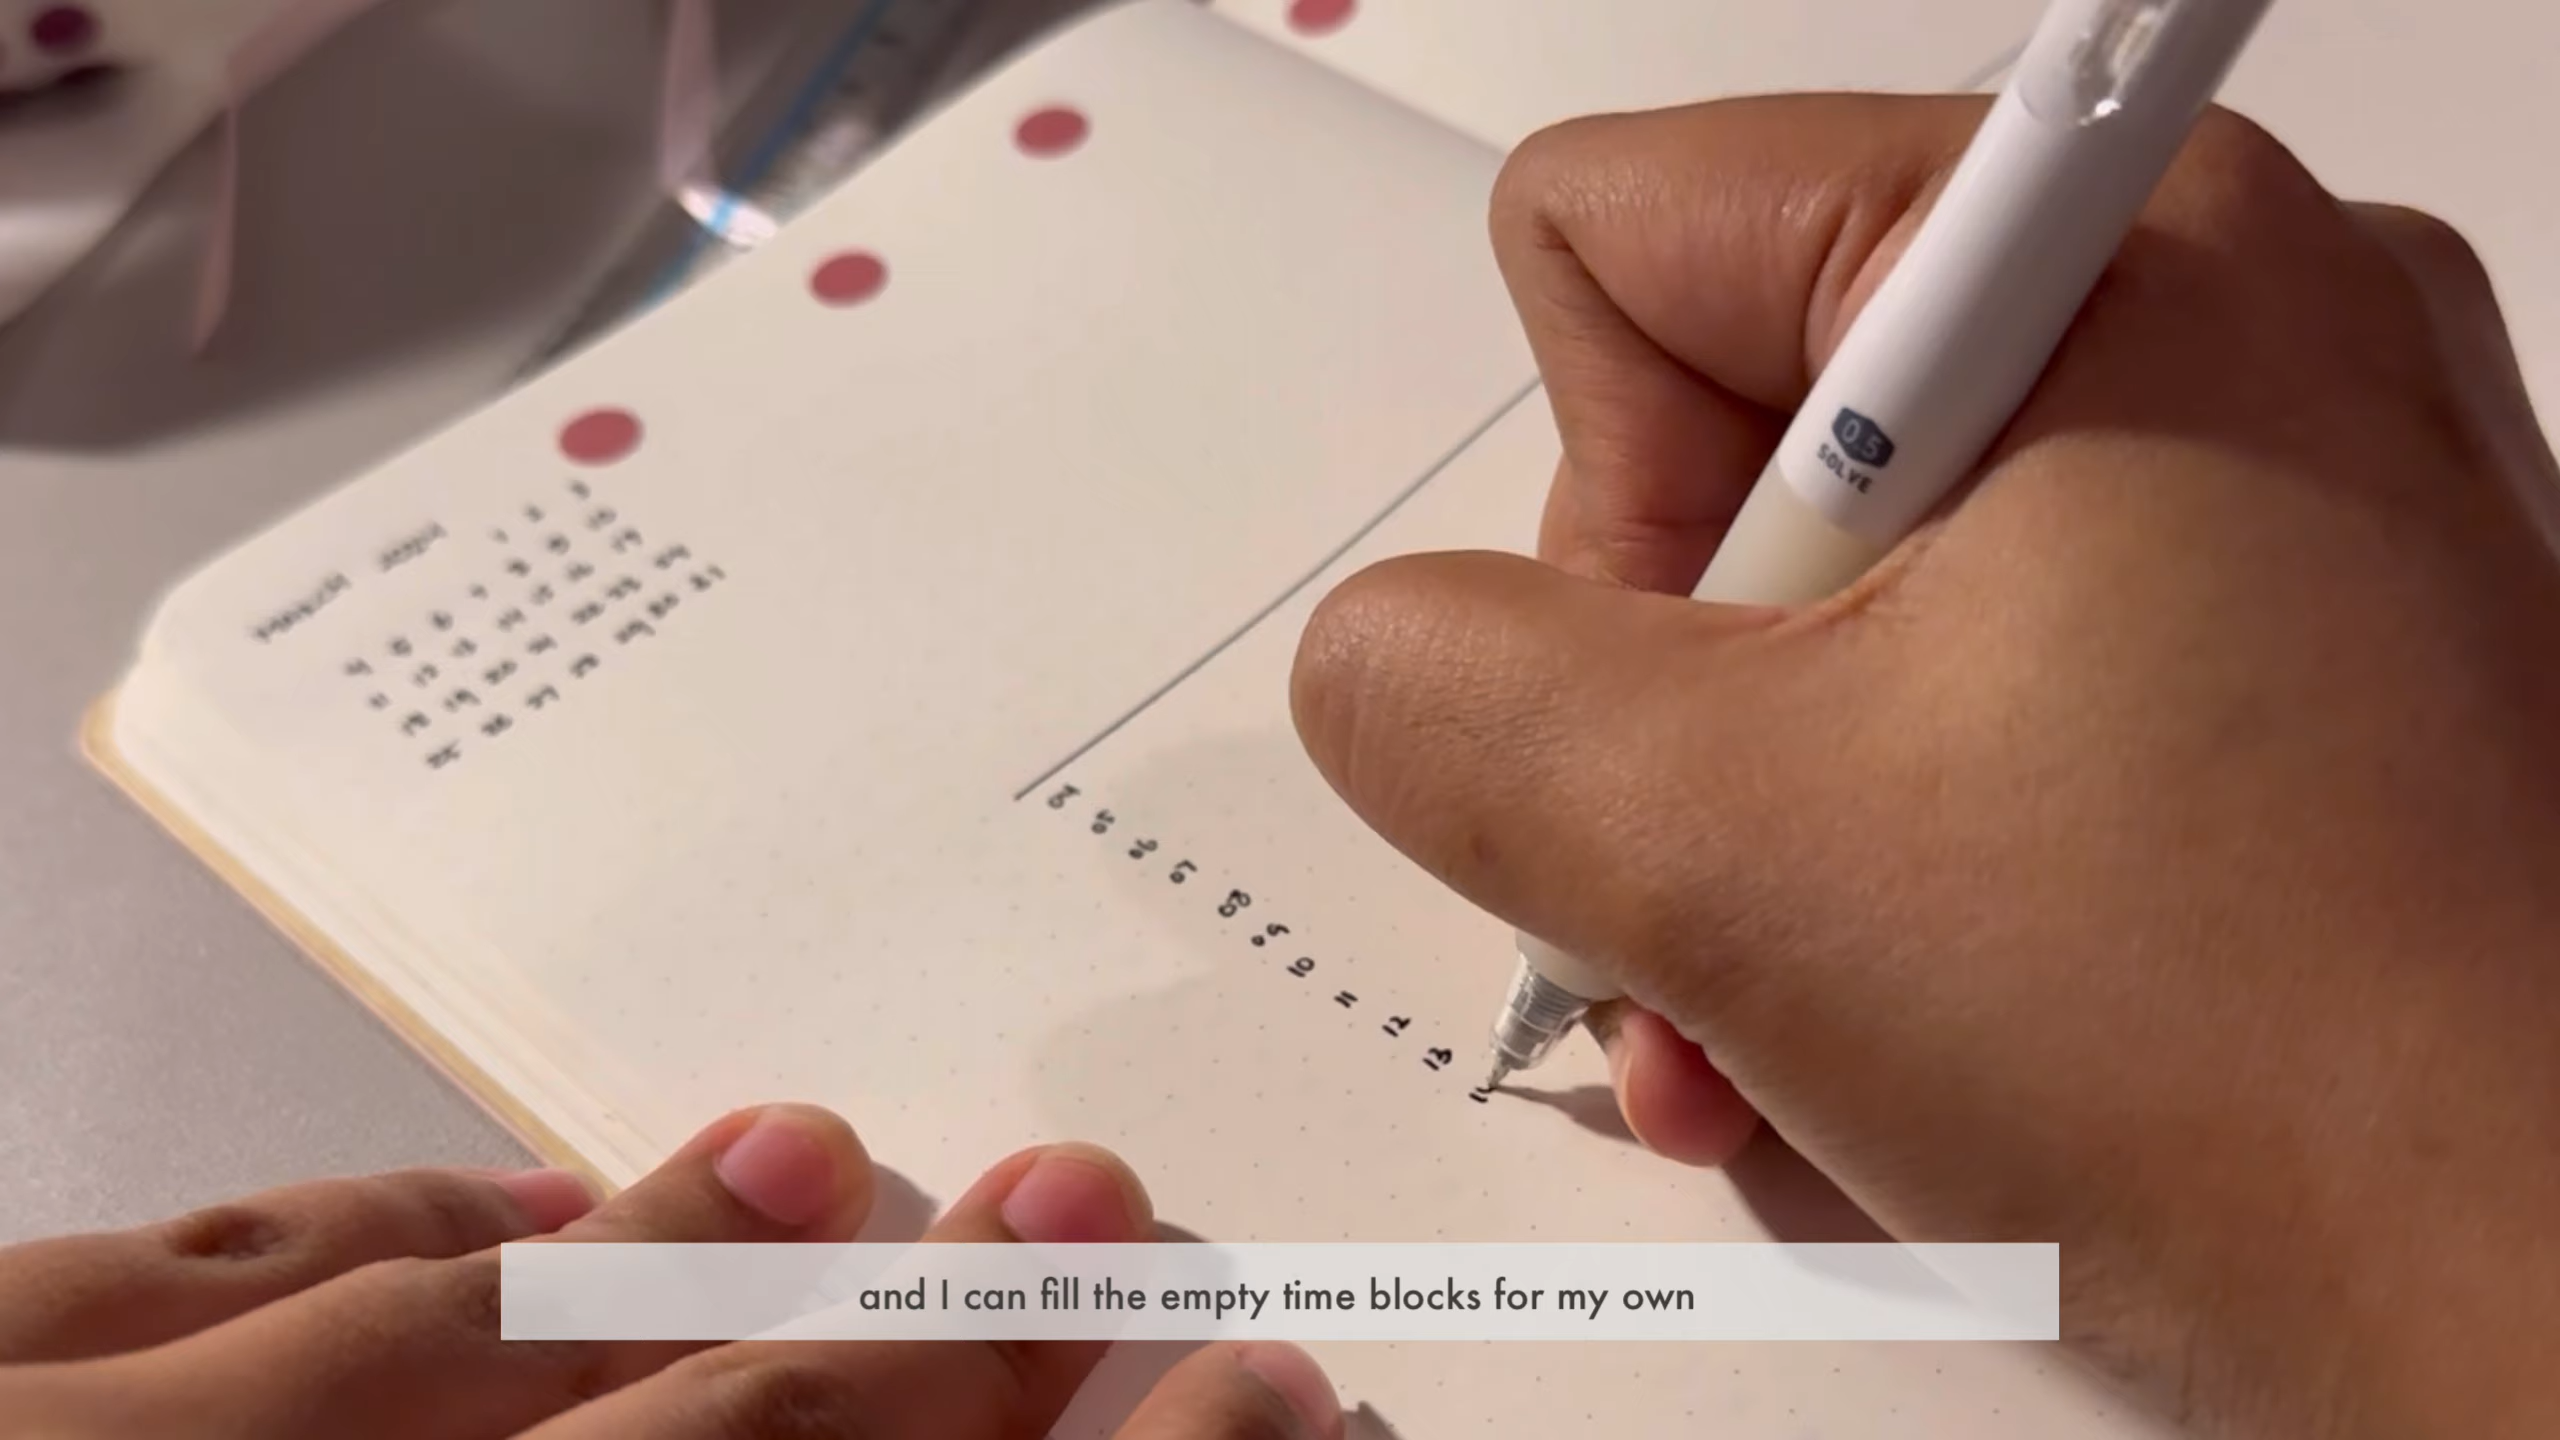 1 2 3
4 5 6 7 8 9 10
11 12 13 14 15 16 17
18 19 20 21 22 23 24
25 26 27 28 29 30 31
04
05
06
07
08
09
10
11
12
13
0.5
SOLVE
and I can fill the empty time blocks for my own